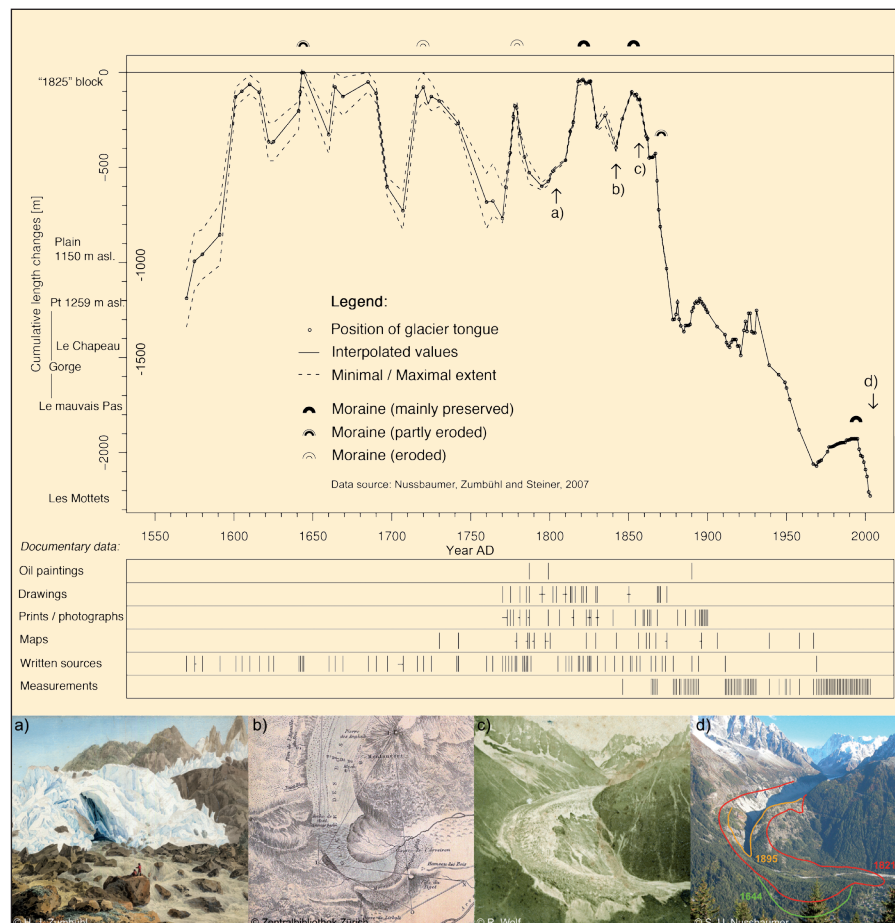 "1825" block
0
-500
-1000
-1500
-2000
Cumulative length changes [m]
Plain
1150 m asl.
Pt 1259 m asl.
Le Chapeau
Gorge
Le mauvais Pas
Les Mottets
a)
b)
c)
d)
Legend:
Position of glacier tongue
Interpolated values
Minimal / Maximal extent
Moraine (mainly preserved)
Moraine (partly eroded)
Moraine (eroded)
Data source: Nussbaumer, Zumbühl and Steiner, 2007
1550 1600 1650 1700 1750 1800 1850 1900 1950 2000
Year AD
Documentary data:
Oil paintings
Drawings
Prints / photographs
Maps
Written sources
Measurements
a)
© H. J. Zumbühl
b)
© Zentralbibliothek Zürich
c)
© R. Wolf
d)
1895
1821
1644
© S. U. Nussbaumer